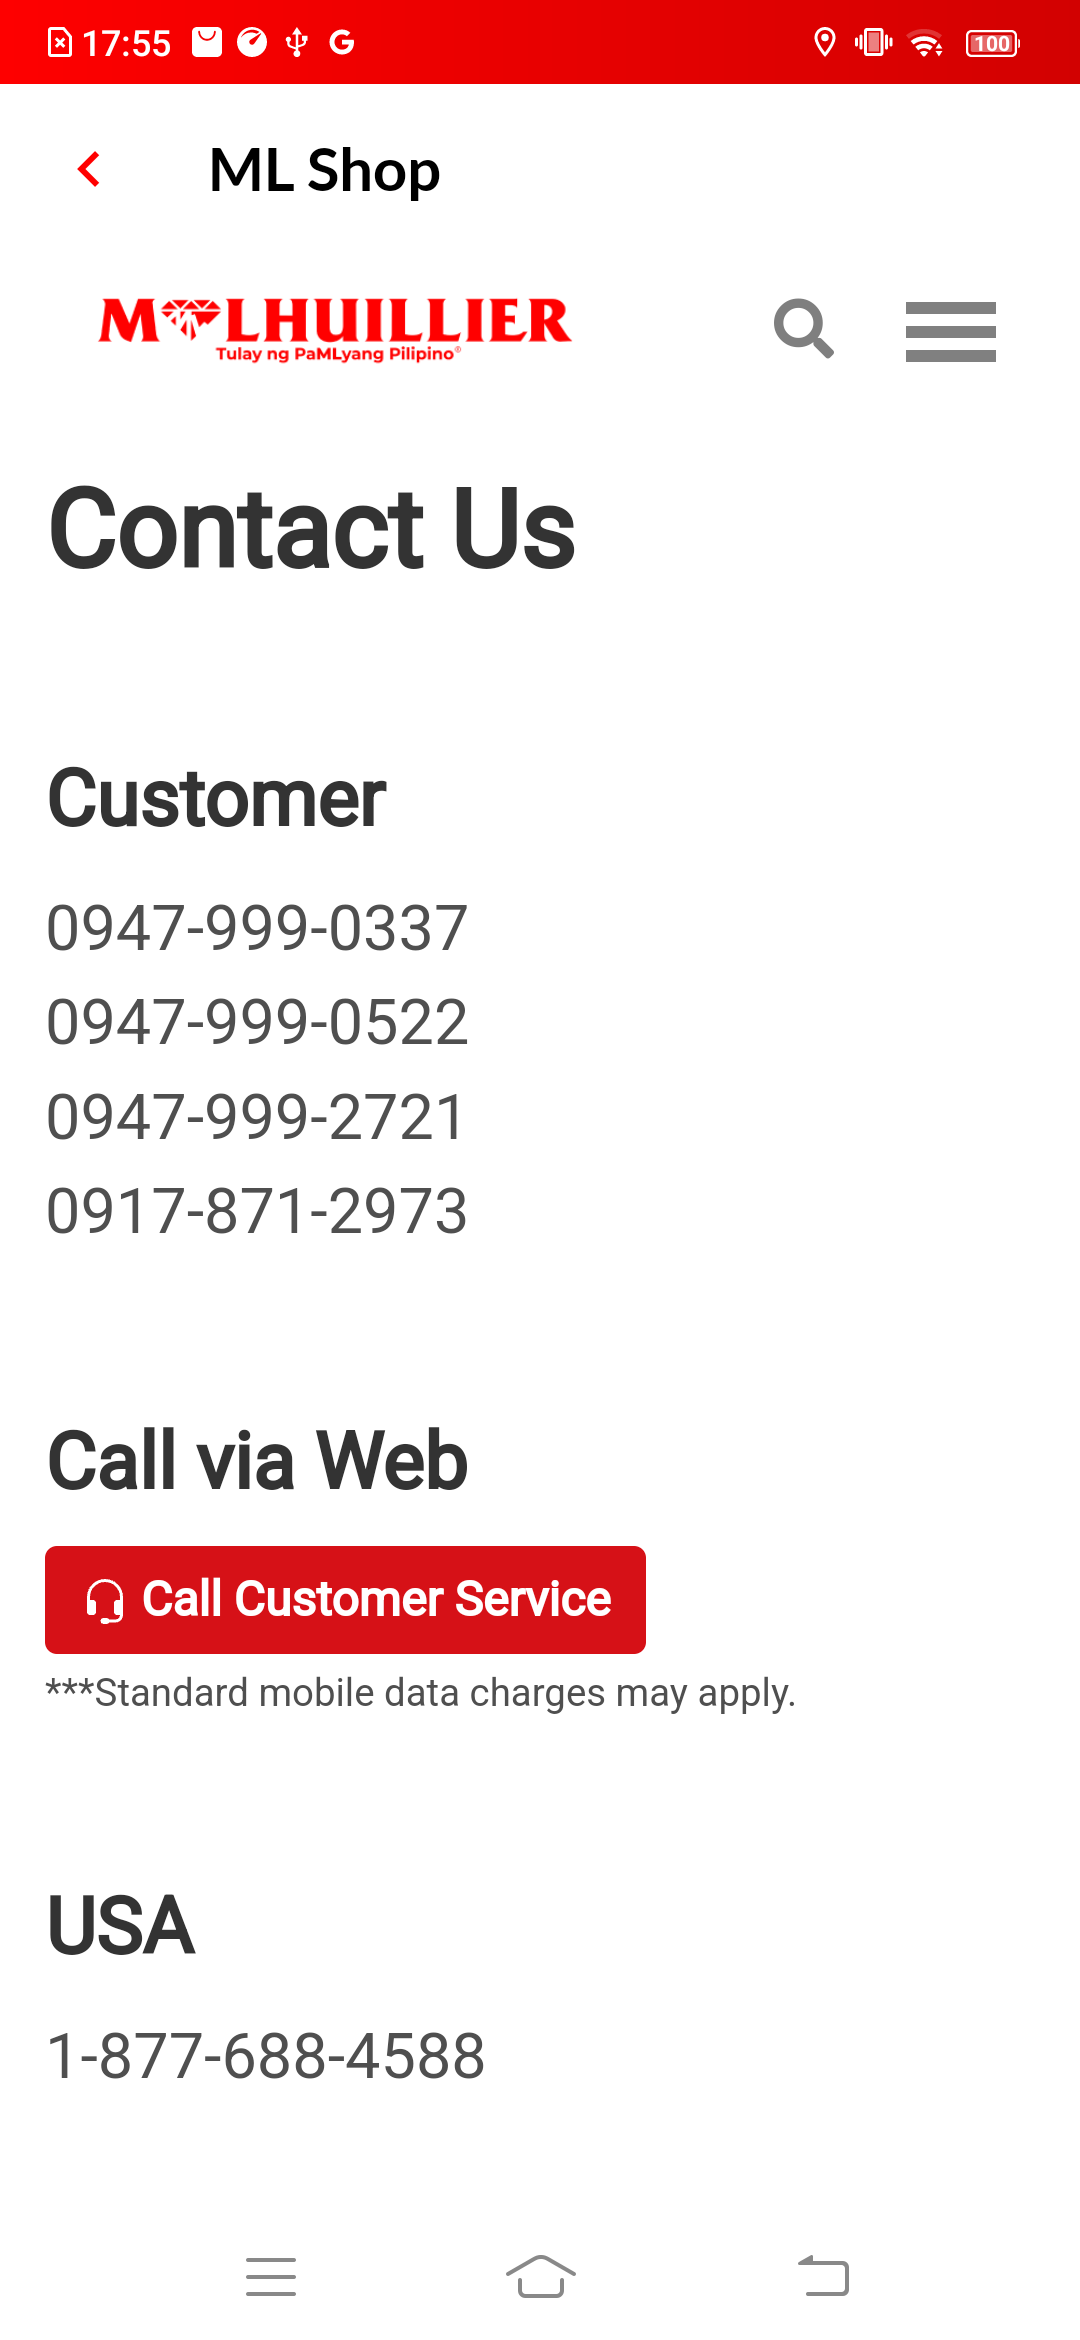 17:55
100
ML Shop
M LHUILLIER
Tulay ng PaMLyang Pilipino®
Contact Us
Customer
0947-999-0337
0947-999-0522
0947-999-2721
0917-871-2973
Call via Web
Call Customer Service
***Standard mobile data charges may apply.
USA
1-877-688-4588